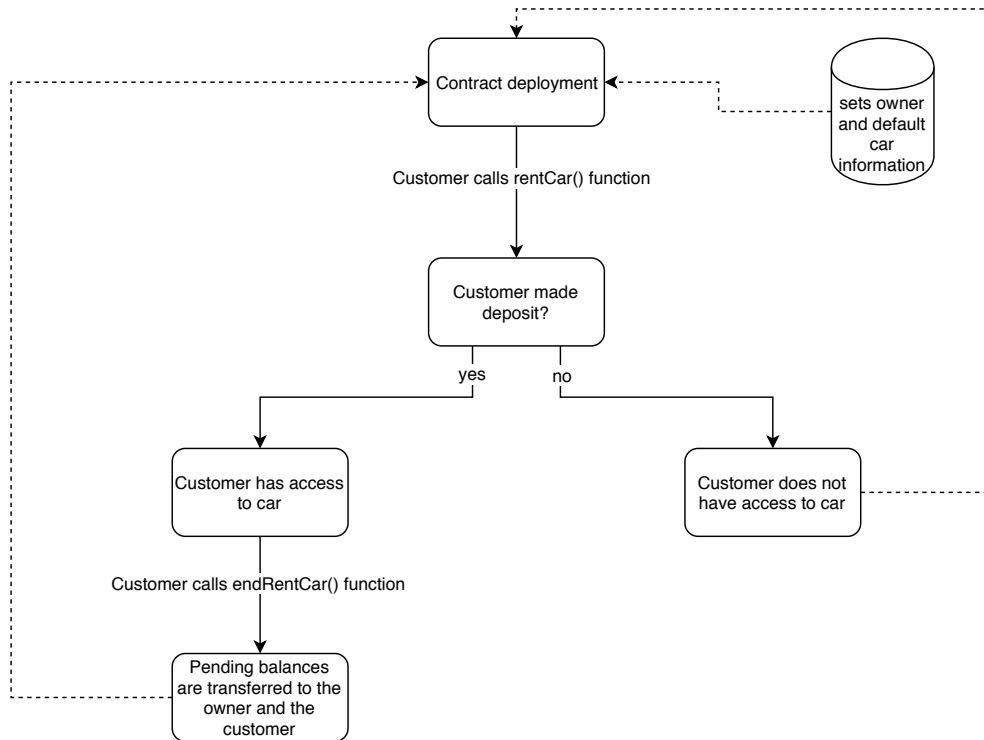 Contract deployment
sets owner
and default
car
information
Customer calls rentCar() function
Customer made
deposit?
yes
no
Customer has access
to car
Customer does not
have access to car
Customer calls endRentCar() function
Pending balances
are transferred to the
owner and the
customer